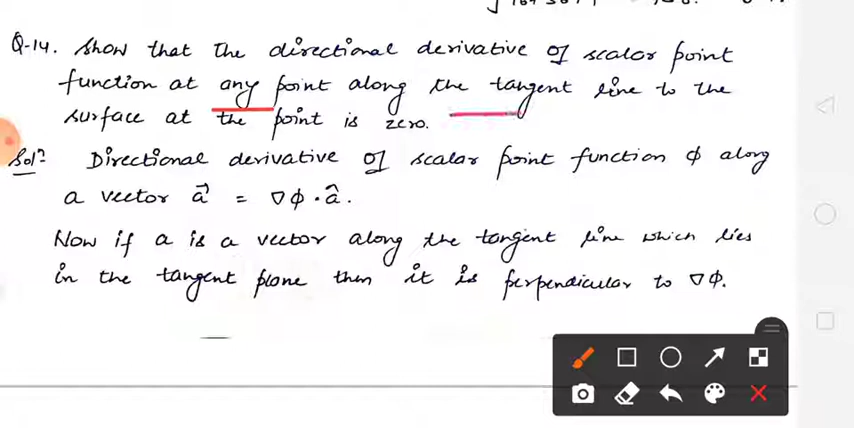 Q-14. Show that the directional derivative of scalar point
function at any point along the tangent line to the
surface at the point is zero.
Sol? Directional derivative of scalar point function ϕ along
a vector a⃗ = ∇ϕ·â.
Now if a is a vector along the tangent line which lies
in the tangent plane then it is perpendicular to ∇ϕ.